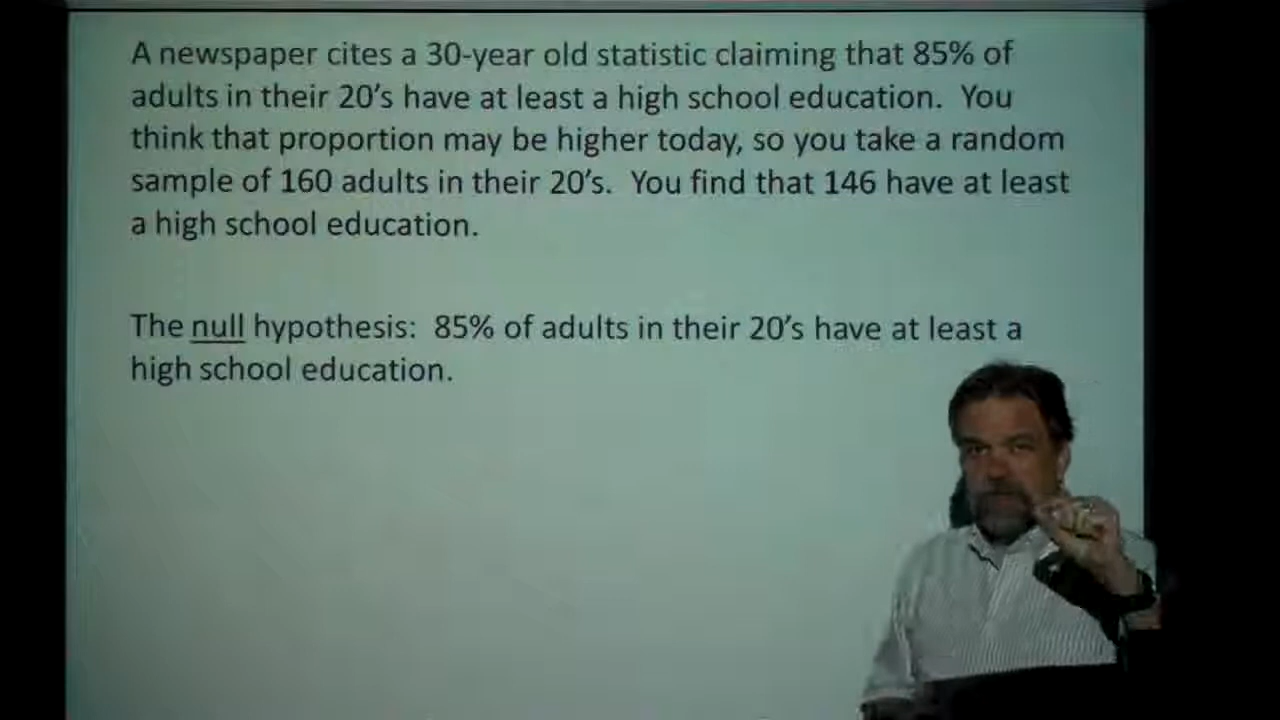 A newspaper cites a 30-year old statistic claiming that 85% of
adults in their 20's have at least a high school education.  You
think that proportion may be higher today, so you take a random
sample of 160 adults in their 20's.  You find that 146 have at least
a high school education.
The null hypothesis:  85% of adults in their 20's have at least a
high school education.